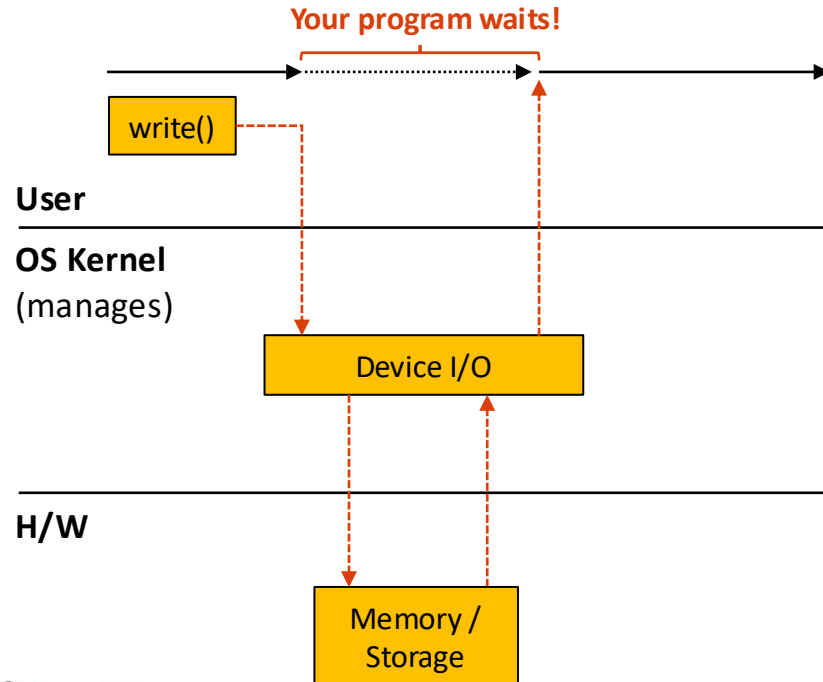 Your program waits!
write()
User
OS Kernel
(manages)
Device I/O
H/W
Memory /
Storage